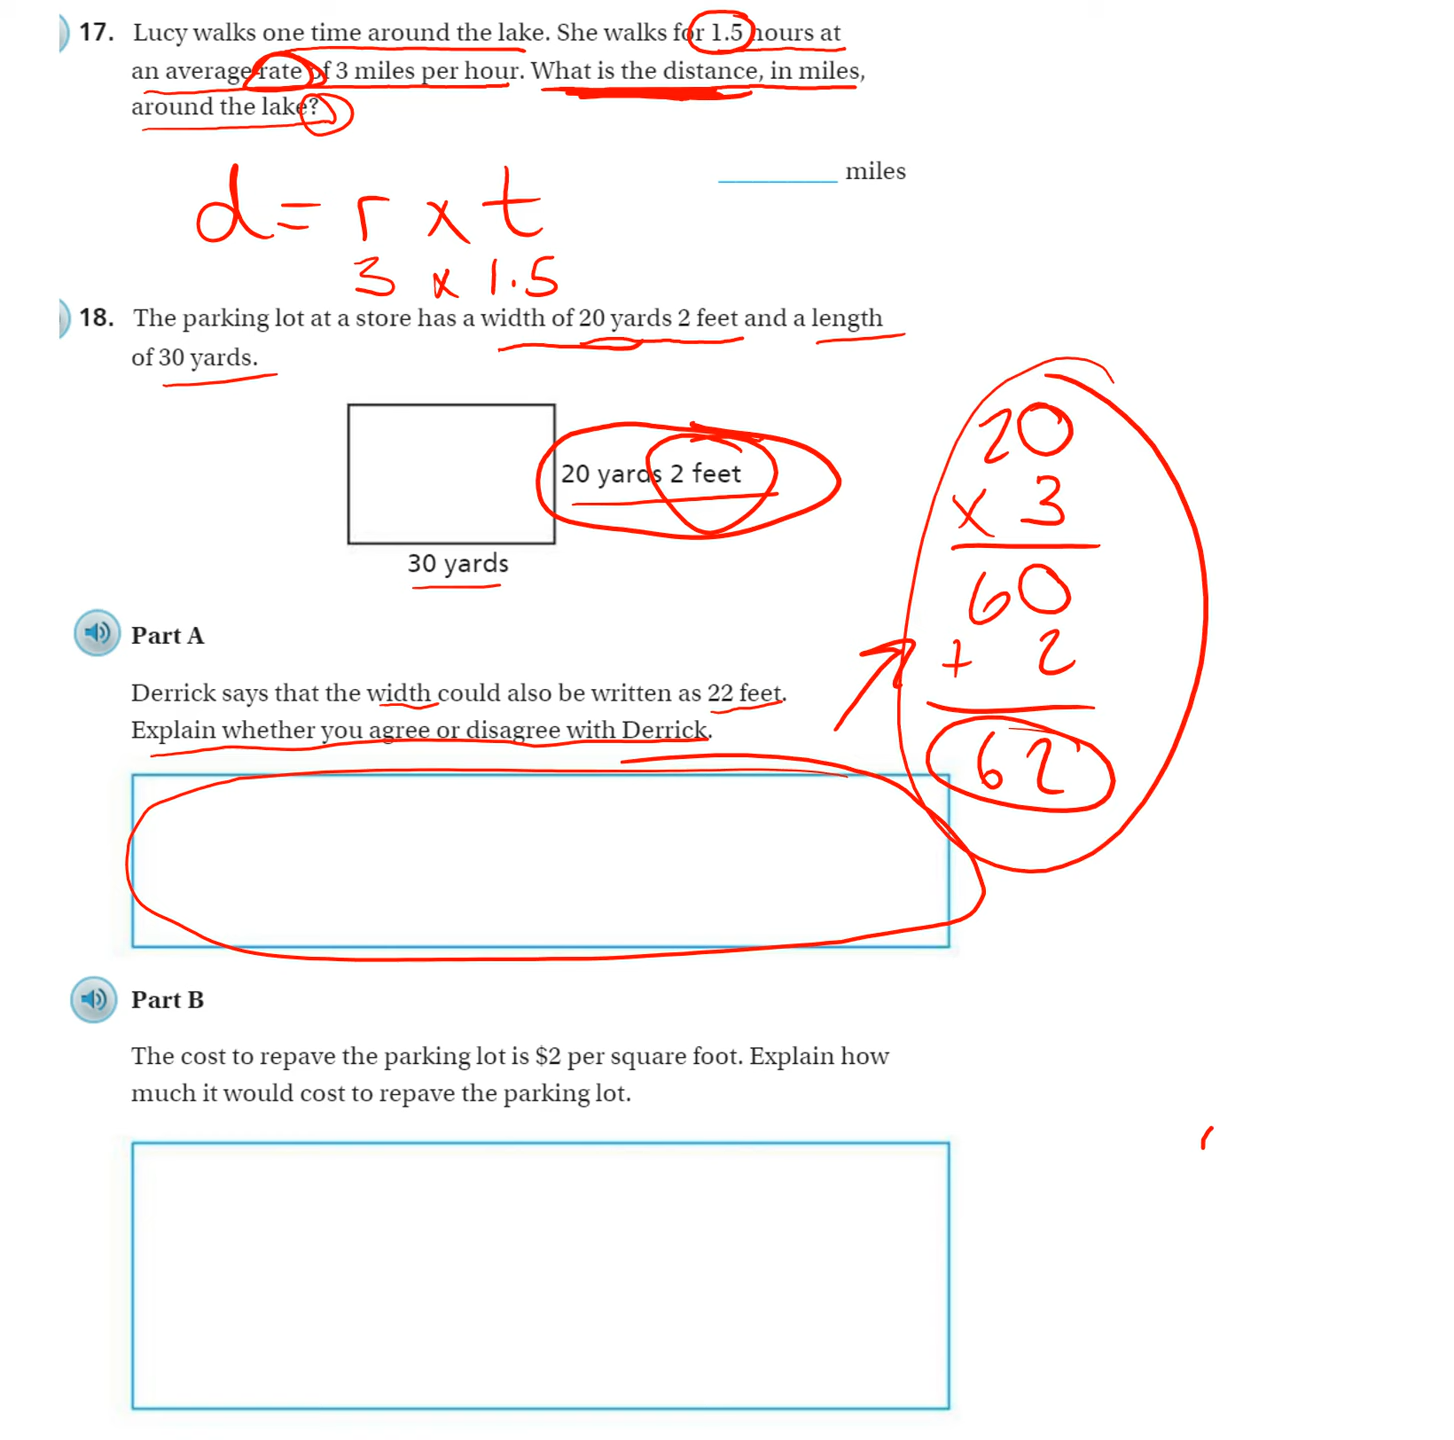 17. Lucy walks one time around the lake. She walks for 1.5 hours at
an average rate of 3 miles per hour. What is the distance, in miles,
around the lake?
miles
d = r x t
3 x 1.5
18. The parking lot at a store has a width of 20 yards 2 feet and a length
of 30 yards.
20 yards 2 feet
30 yards
20
x 3
60
+ 2
62
Part A
Derrick says that the width could also be written as 22 feet.
Explain whether you agree or disagree with Derrick.
Part B
The cost to repave the parking lot is $2 per square foot. Explain how
much it would cost to repave the parking lot.